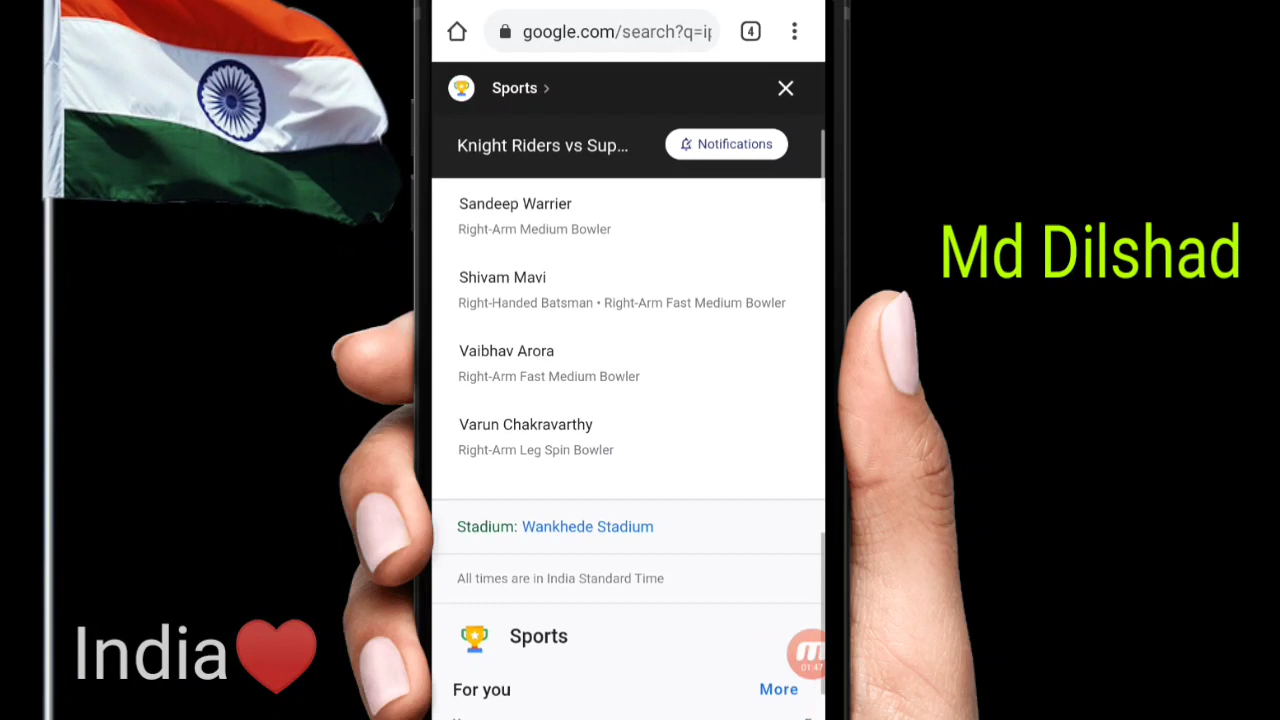 google.com/search?q=ip
4
Sports
Knight Riders vs Sup...
Notifications
Sandeep Warrier
Right-Arm Medium Bowler
Shivam Mavi
Right-Handed Batsman • Right-Arm Fast Medium Bowler
Vaibhav Arora
Right-Arm Fast Medium Bowler
Varun Chakravarthy
Right-Arm Leg Spin Bowler
Stadium: Wankhede Stadium
All times are in India Standard Time
Sports
01:47
For you
More
Md Dilshad
India